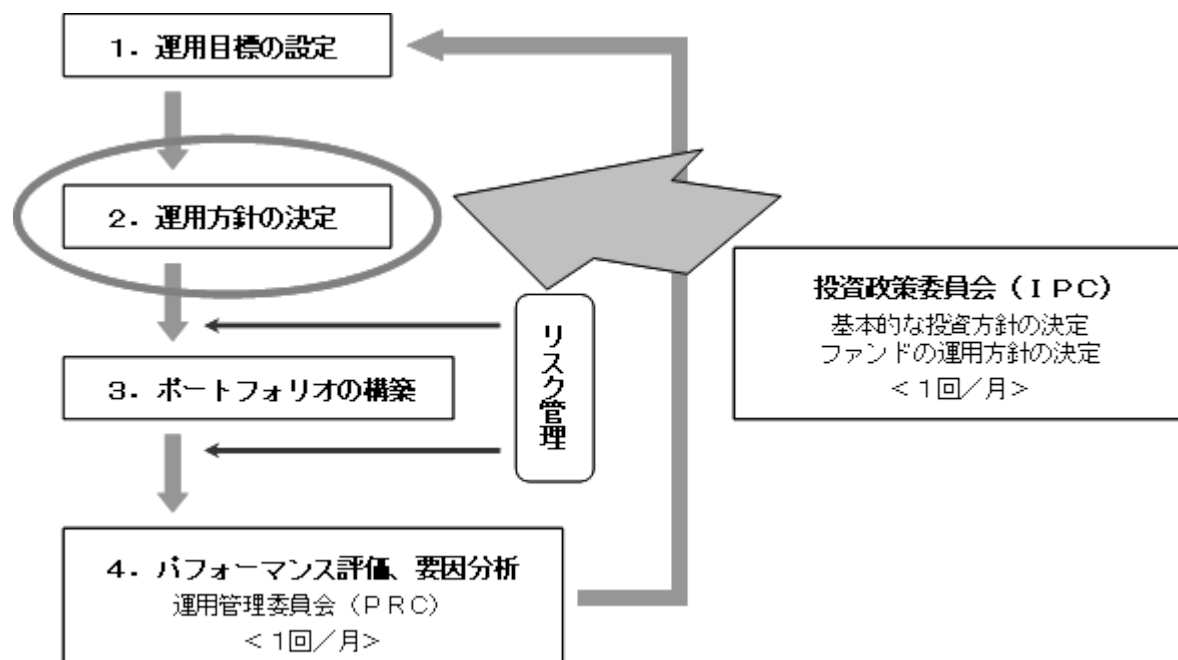 １．運用目標の設定
２．運用方針の決定
３．ポートフォリオの構築
４．パフォーマンス評価、要因分析
運用管理委員会（ＰＲＣ）
＜１回／月＞
リスク管理
投資政策委員会（ＩＰＣ）
基本的な投資方針の決定
ファンドの運用方針の決定
＜１回／月＞